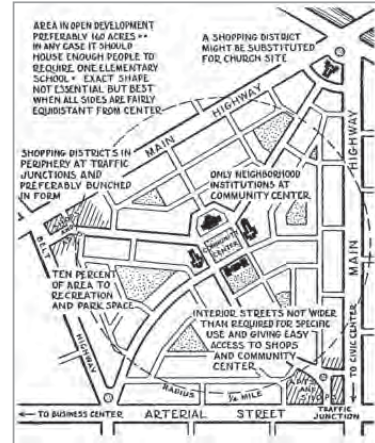 AREA IN OPEN DEVELOPMENT
PREFERABLY 160 ACRES ••
IN ANY CASE IT SHOULD
HOUSE ENOUGH PEOPLE TO
REQUIRE ONE ELEMENTARY
SCHOOL • EXACT SHAPE
NOT ESSENTIAL BUT BEST
WHEN ALL SIDES ARE FAIRLY
EQUIDISTANT FROM CENTER
A SHOPPING DISTRICT
MIGHT BE SUBSTITUTED
FOR CHURCH SITE
MAIN HIGHWAY
HIGHWAY
MAIN
SHOPPING DISTRICTS IN
PERIPHERY AT TRAFFIC
JUNCTIONS AND
PREFERABLY BUNCHED
IN FORM
ONLY NEIGHBORHOOD
INSTITUTIONS AT
COMMUNITY CENTER
COMMUNITY
CENTER
BELT
HIGHWAY
TEN PERCENT
OF AREA TO
RECREATION
AND PARK SPACE
INTERIOR STREETS NOT WIDER
THAN REQUIRED FOR SPECIFIC
USE AND GIVING EASY
ACCESS TO SHOPS
AND COMMUNITY
CENTER
RADIUS
MILE
TO CIVIC CENTER
AND
TO BUSINESS CENTER
ARTERIAL STREET
TRAFFIC
JUNCTION